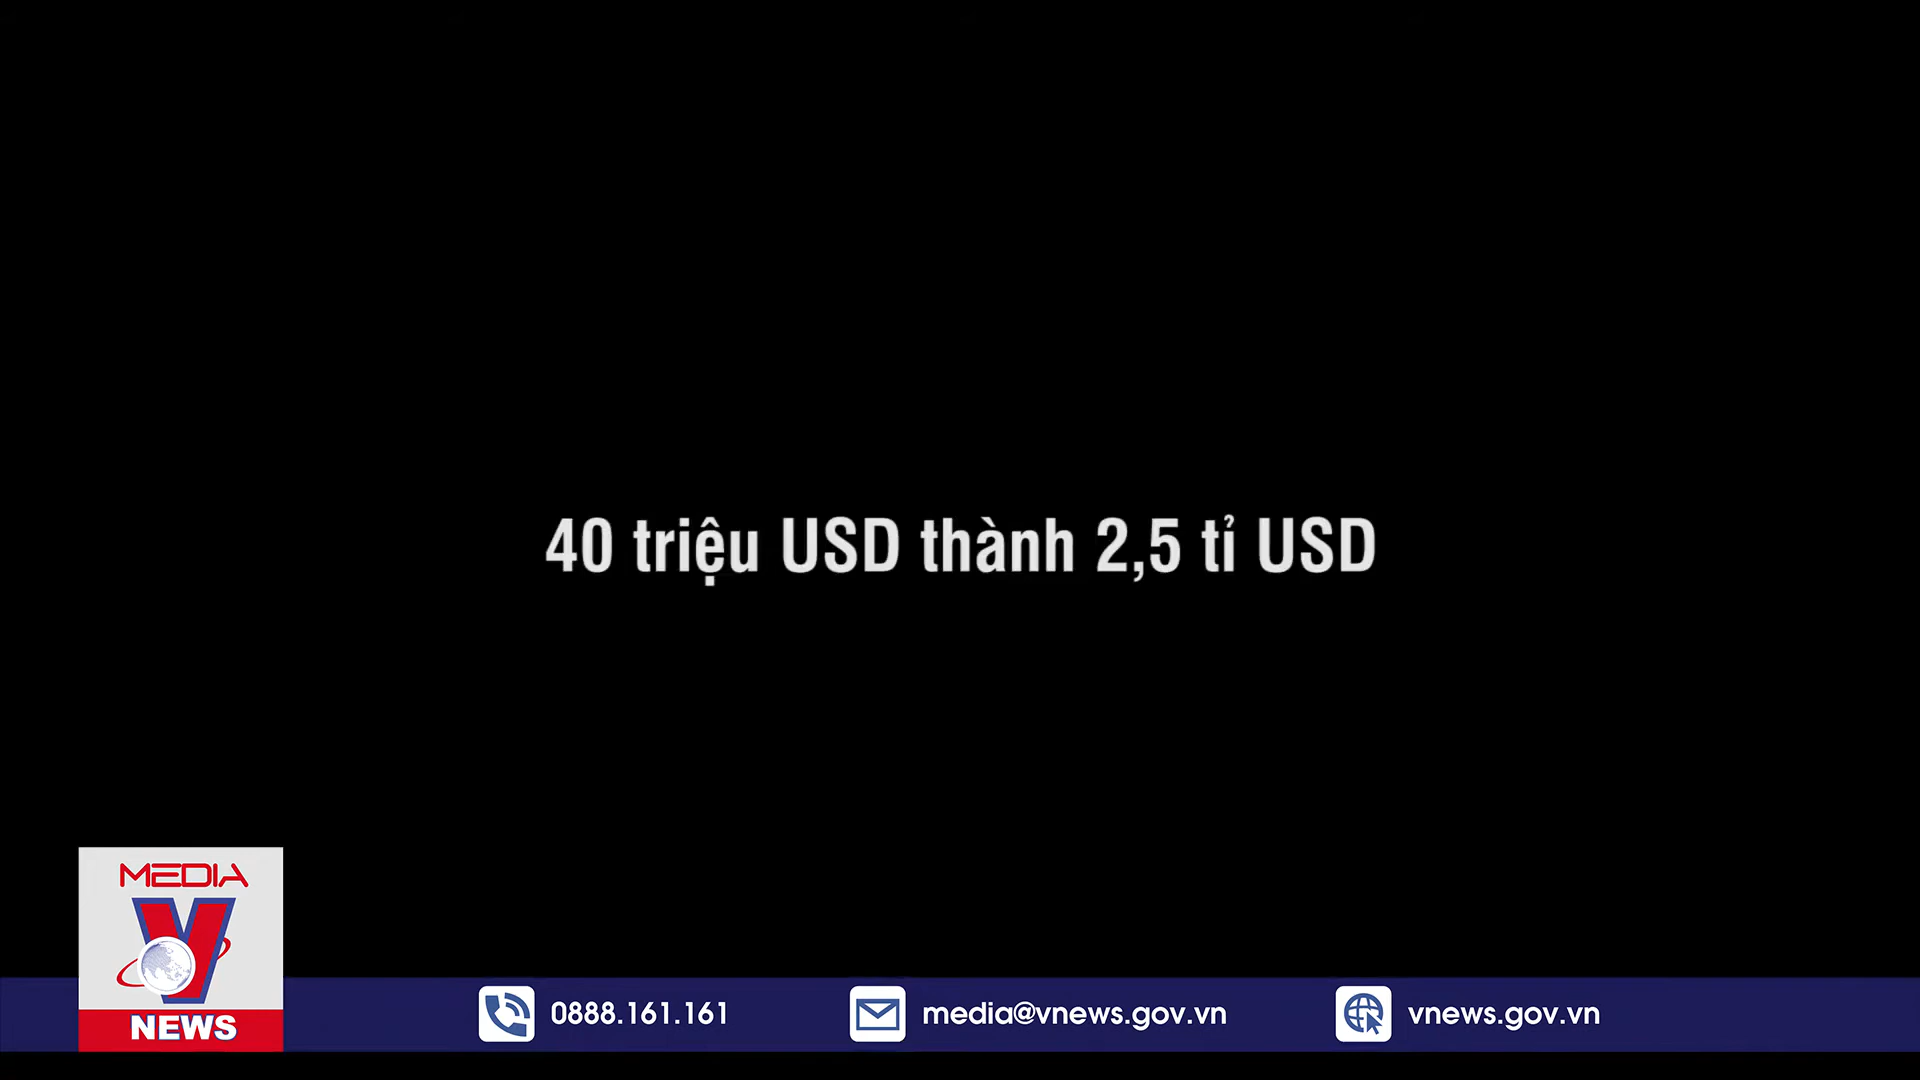 40 triệu USD thành 2,5 tỉ USD
MEDIA
V
NEWS
0888.161.161
media@vnews.gov.vn
vnews.gov.vn